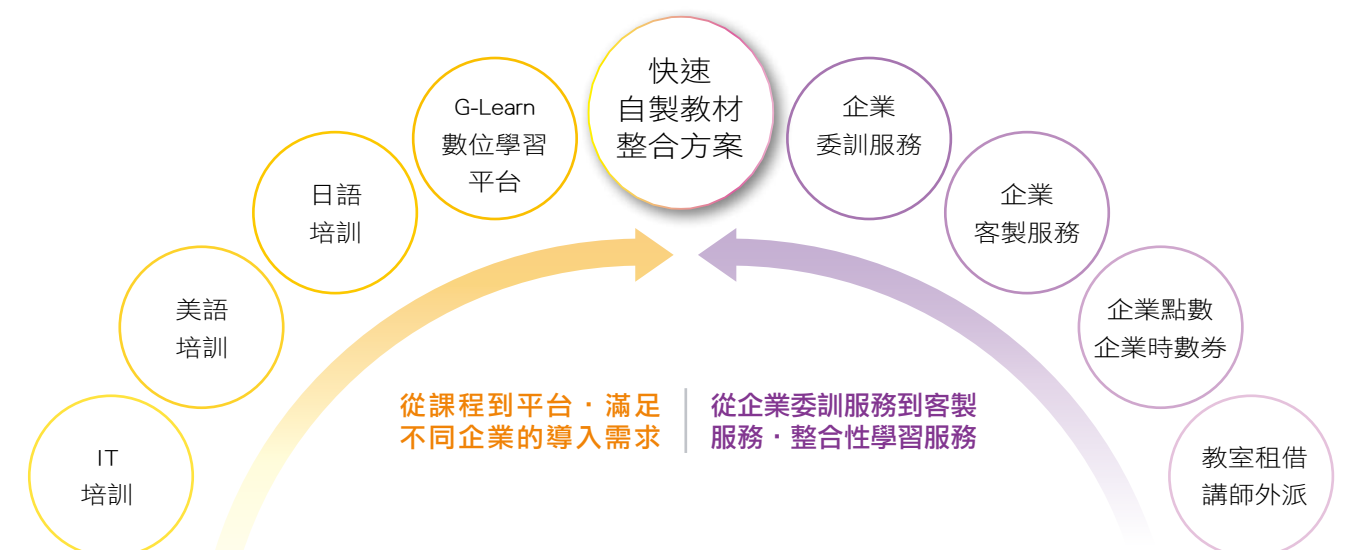 快速
自製教材
整合方案
G-Learn
數位學習
平台
企業
委訓服務
日語
培訓
企業
客製服務
美語
培訓
企業點數
企業時數券
從課程到平台・滿足
不同企業的導入需求
從企業委訓服務到客製
服務・整合性學習服務
IT
培訓
教室租借
講師外派